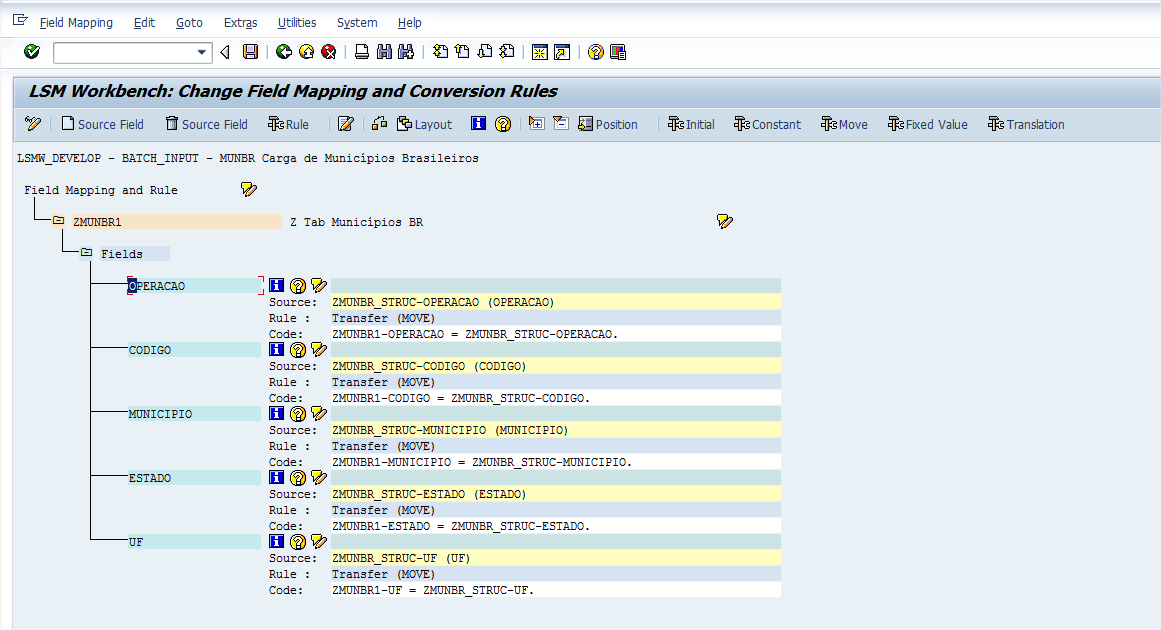 Field Mapping Edit Goto Extras Utilities System Help
LSM Workbench: Change Field Mapping and Conversion Rules
Source Field Source Field Rule Layout Position Initial Constant Move Fixed Value Translation
LSMW_DEVELOP - BATCH_INPUT - MUNBR Carga de Municípios Brasileiros
Field Mapping and Rule
ZMUNBR1 Z Tab Municípios BR
Fields
OPERACAO
Source: ZMUNBR_STRUC-OPERACAO (OPERACAO)
Rule : Transfer (MOVE)
Code: ZMUNBR1-OPERACAO = ZMUNBR_STRUC-OPERACAO.
CODIGO
Source: ZMUNBR_STRUC-CODIGO (CODIGO)
Rule : Transfer (MOVE)
Code: ZMUNBR1-CODIGO = ZMUNBR_STRUC-CODIGO.
MUNICIPIO
Source: ZMUNBR_STRUC-MUNICIPIO (MUNICIPIO)
Rule : Transfer (MOVE)
Code: ZMUNBR1-MUNICIPIO = ZMUNBR_STRUC-MUNICIPIO.
ESTADO
Source: ZMUNBR_STRUC-ESTADO (ESTADO)
Rule : Transfer (MOVE)
Code: ZMUNBR1-ESTADO = ZMUNBR_STRUC-ESTADO.
UF
Source: ZMUNBR_STRUC-UF (UF)
Rule : Transfer (MOVE)
Code: ZMUNBR1-UF = ZMUNBR_STRUC-UF.